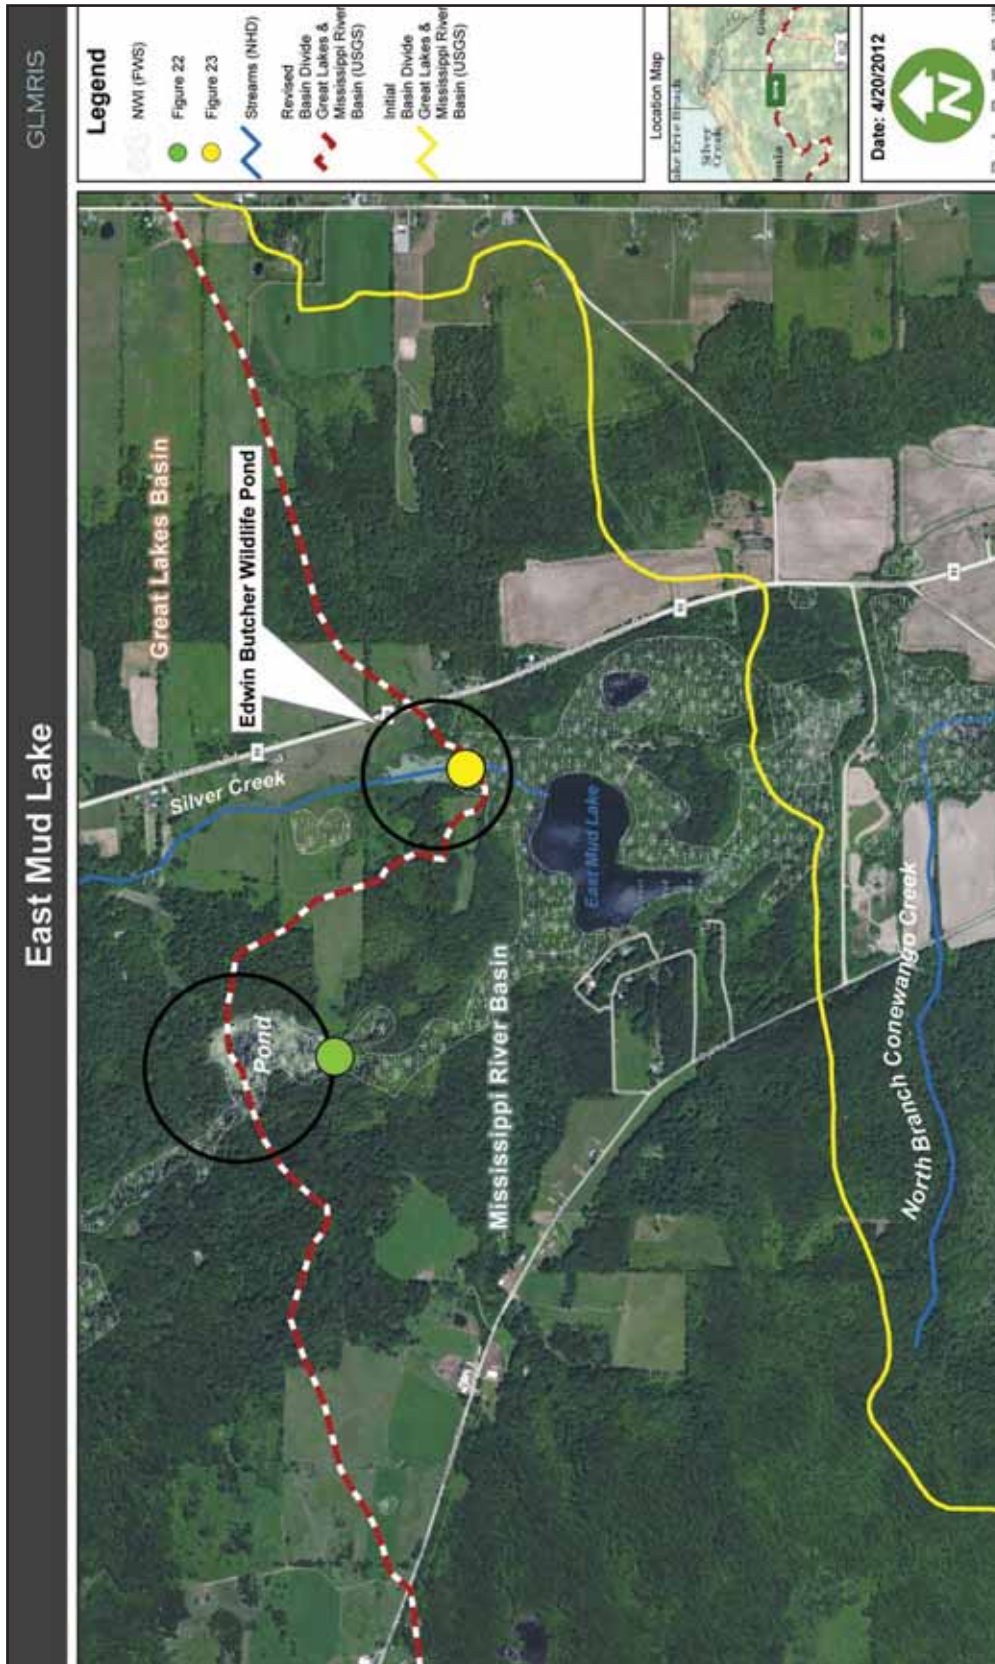 East Mud Lake
GLMRIS
Great Lakes Basin
Edwin Butcher Wildlife Pond
Silver Creek
Pond
East Mud Lake
Mississippi River Basin
North Branch Conewango Creek
Legend
NWI (FWS)
Figure 22
Figure 23
Streams (NHD)
Revised
Basin Divide
Great Lakes &
Mississippi River
Basin (USGS)
Initial
Basin Divide
Great Lakes &
Mississippi River
Basin (USGS)
Location Map
ake Erie Beach
Silver
Creek
Date: 4/20/2012
N